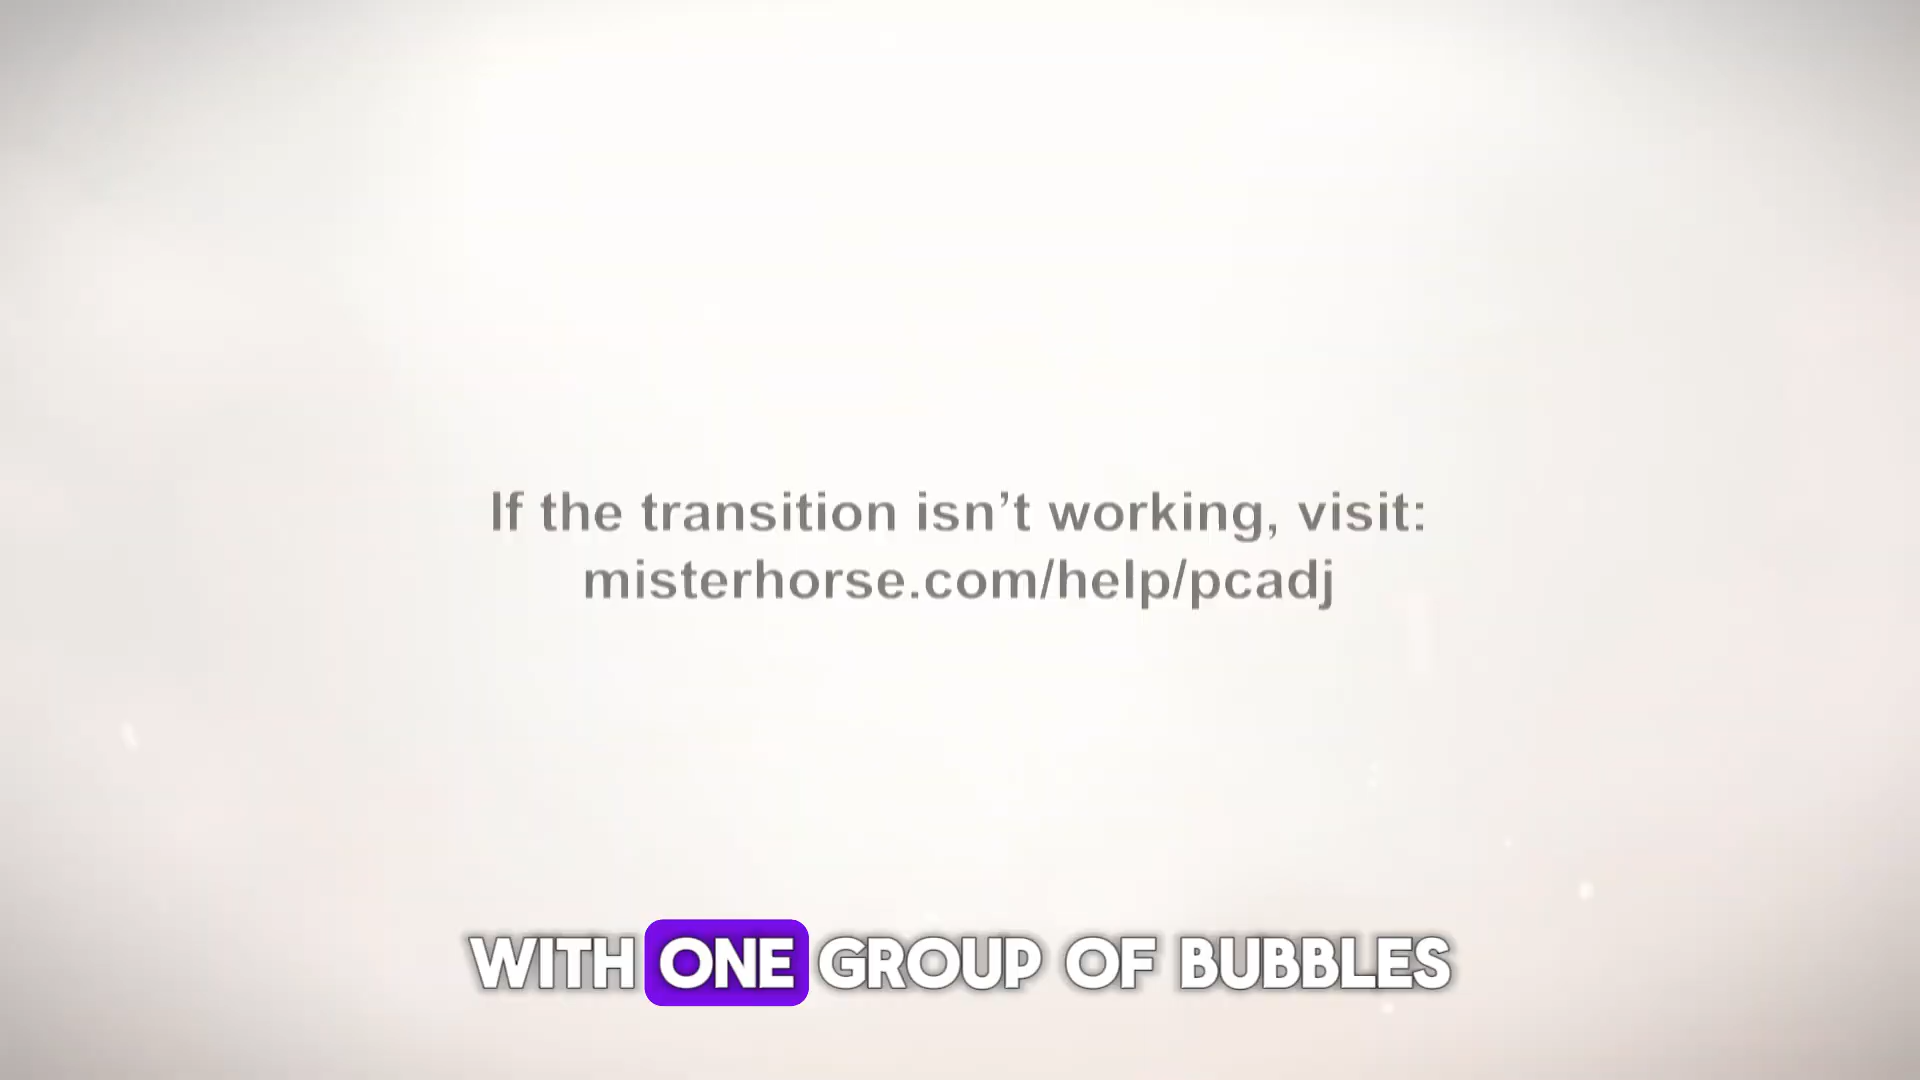 If the transition isn’t working, visit:
misterhorse.com/help/pcadj
WITH ONE GROUP OF BUBBLES